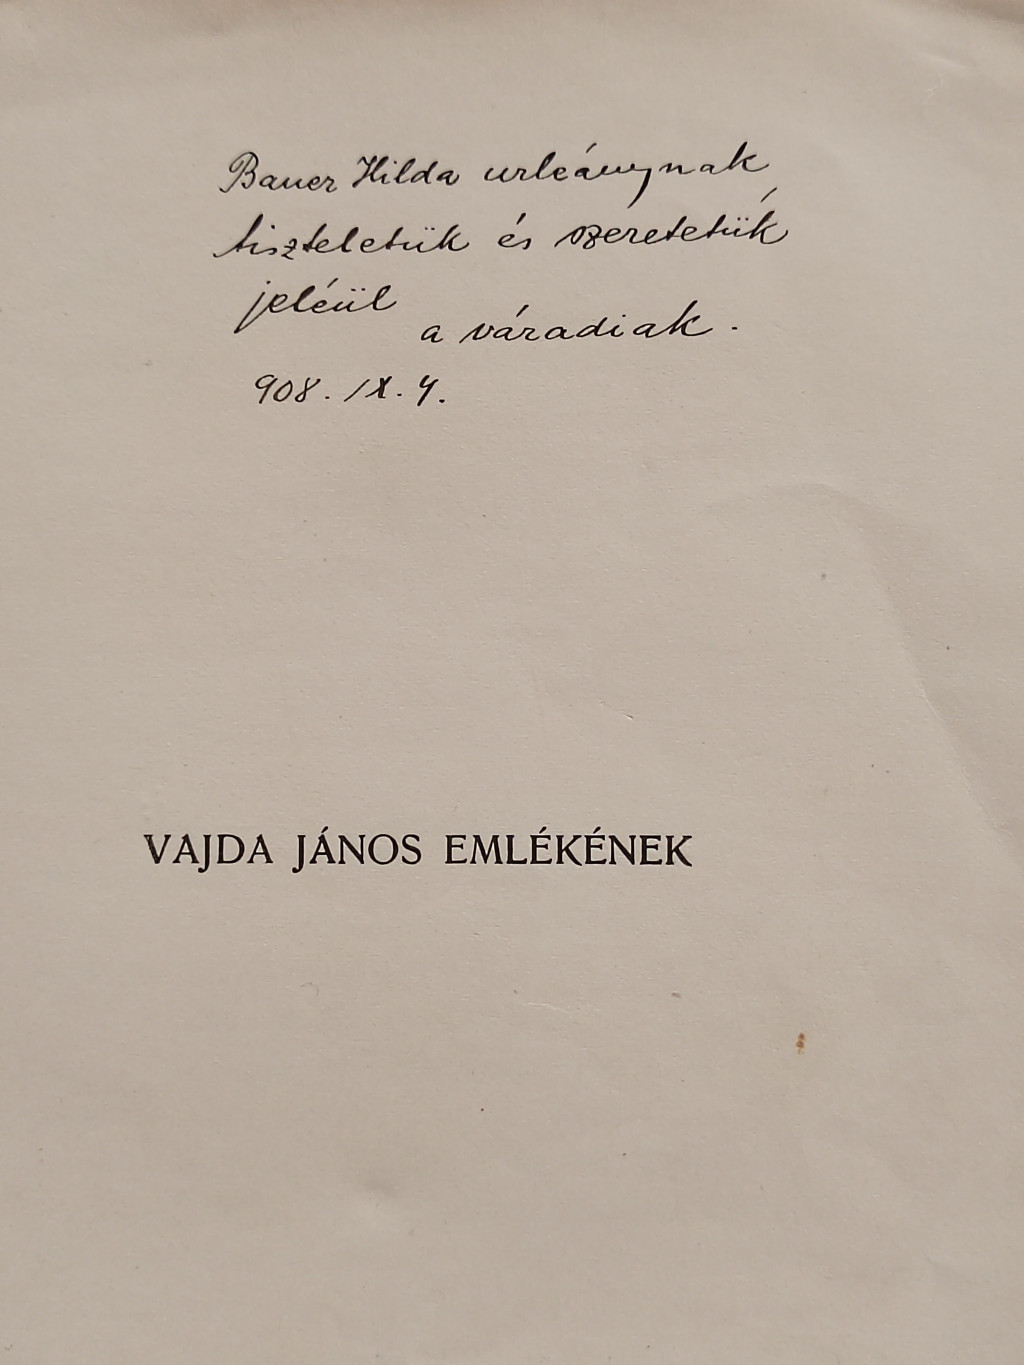 Bauer Hilda urleánynak
tiszteletük és szeretetük
jeléül
a váradiak.
908. IX. 4.
VAJDA JÁNOS EMLÉKÉNEK